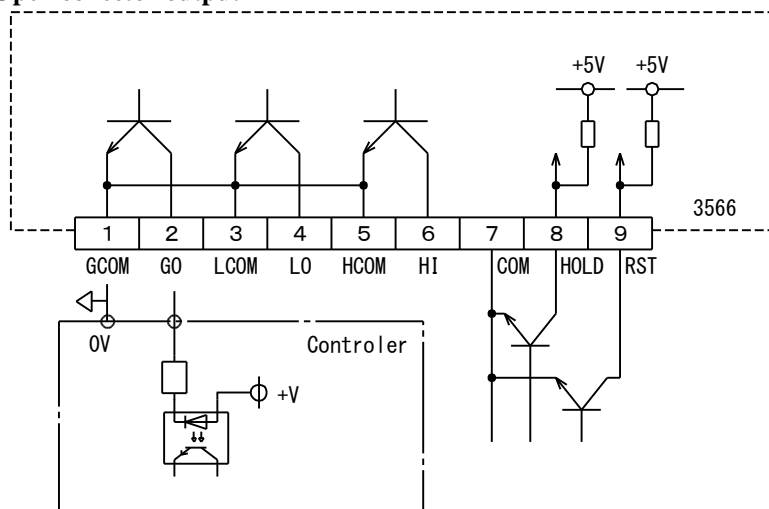 +5V +5V
3566
1 2 3 4 5 6 7 8 9
GCOM GO LCOM LO HCOM HI COM HOLD RST
0V
Controler
+V